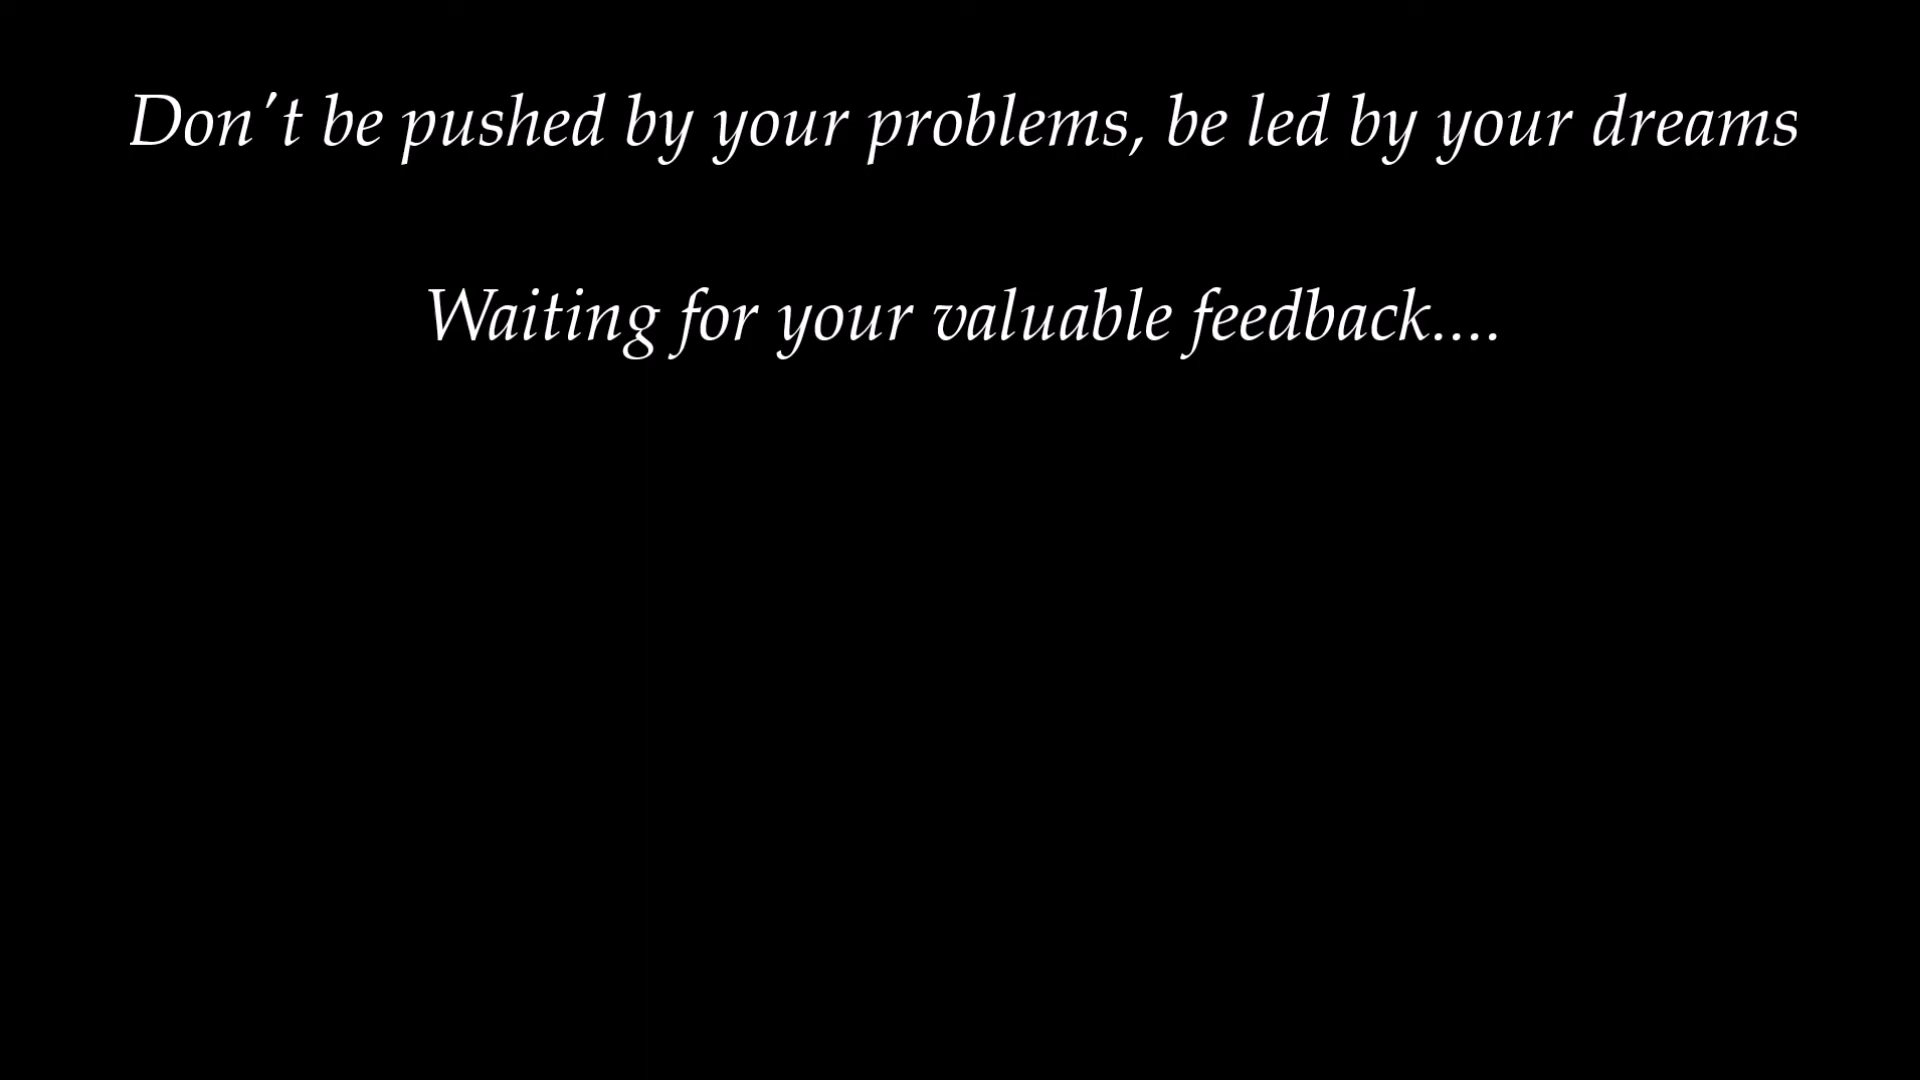 Don't be pushed by your problems, be led by your dreams
Waiting for your valuable feedback....